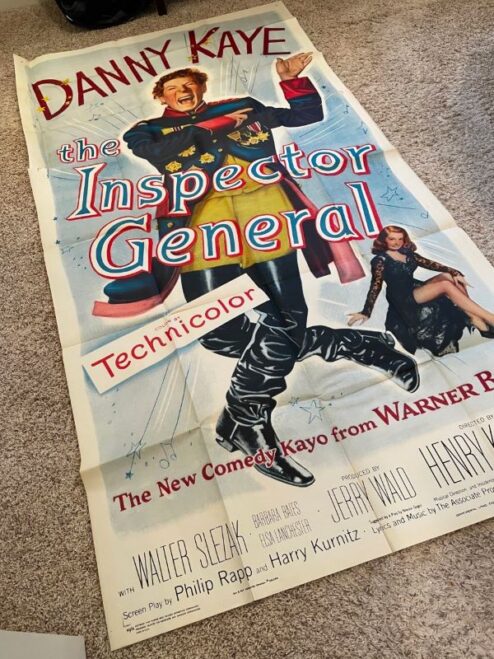 DANNY KAYE
the
Inspector
General
COLOR BY
Technicolor
The New Comedy Kayo from WARNER B
WITH WALTER SLEZAK
BARBARA BATES
ELSA LANCHESTER
PRODUCED BY
JERRY WALD
DIRECTED BY
HENRY
Screen Play by Philip Rapp and Harry Kurnitz
Lyrics and Music by The Associate Pro